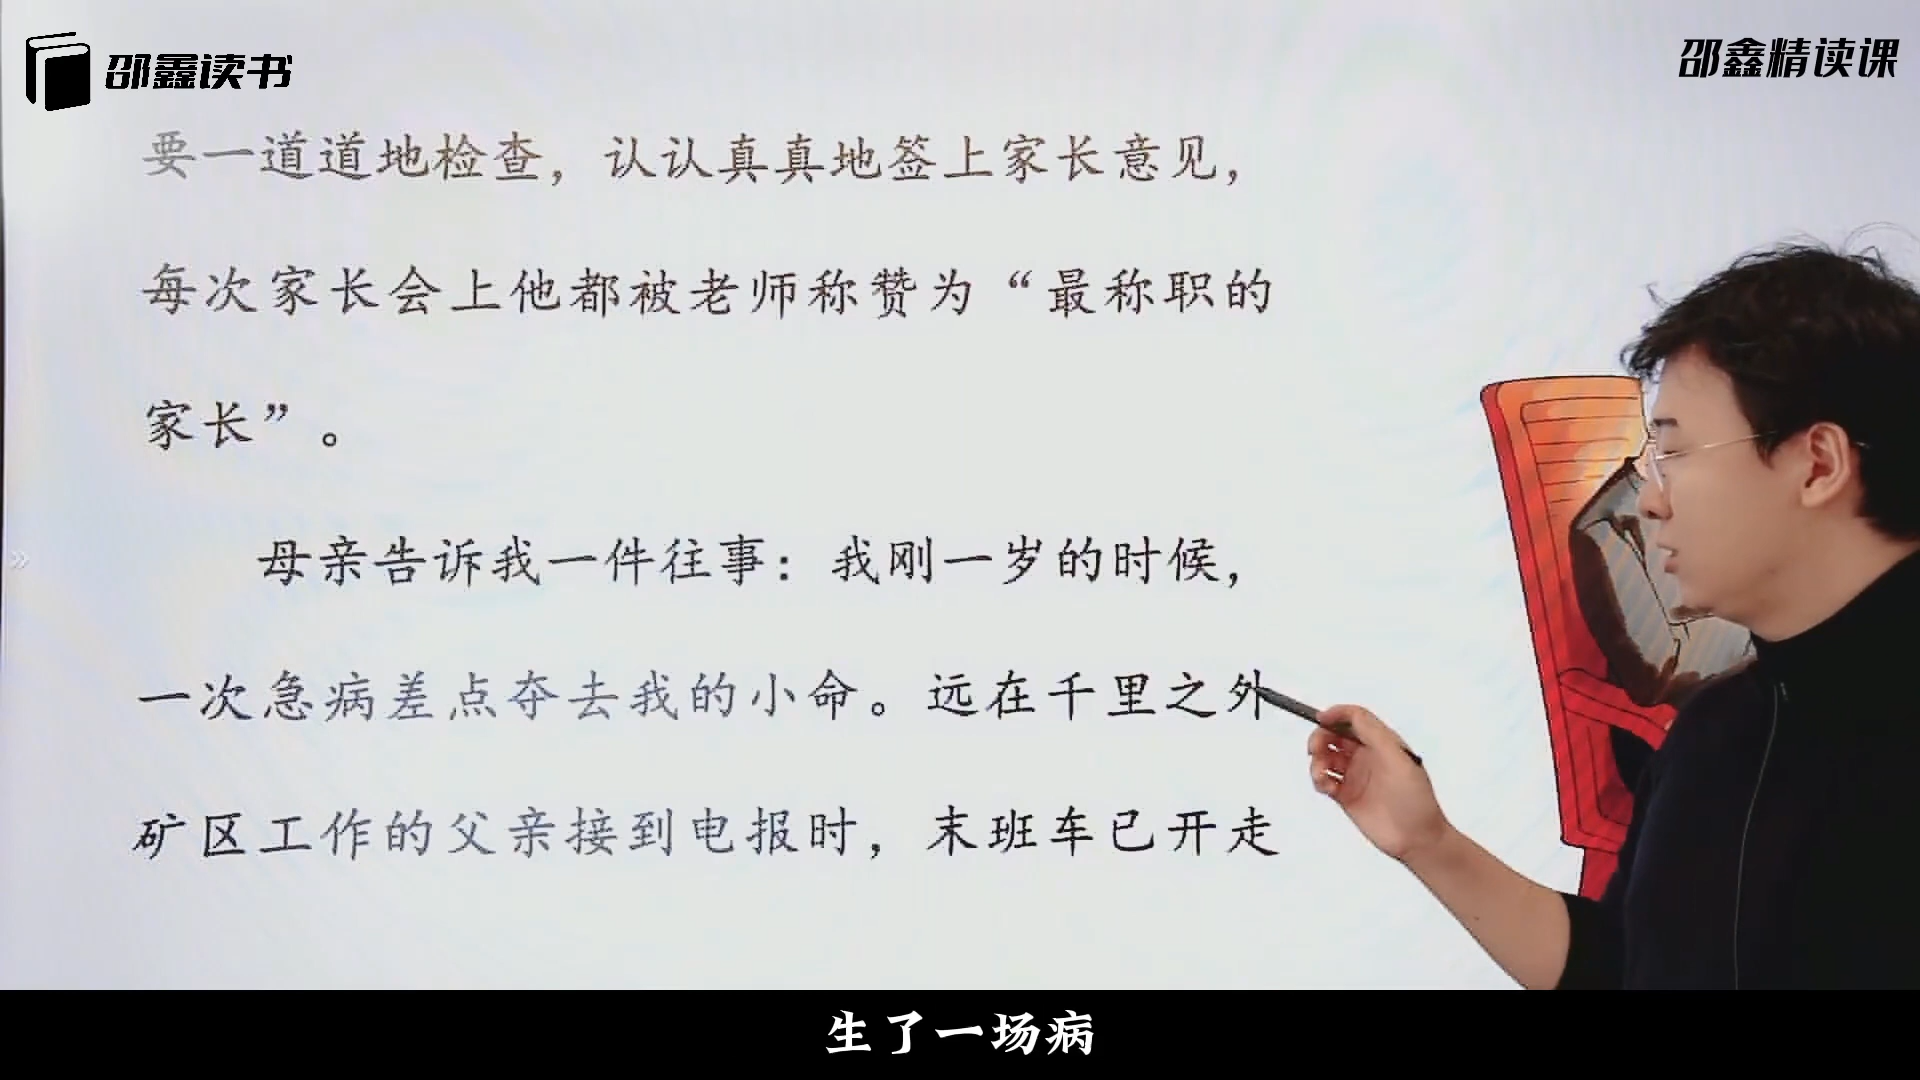 邵鑫读书
邵鑫精读课
要一道道地检查，认认真真地签上家长意见，
每次家长会上他都被老师称赞为“最称职的
家长”。
母亲告诉我一件往事：我刚一岁的时候，
一次急病差点夺去我的小命。远在千里之外
矿区工作的父亲接到电报时，末班车已开走
生了一场病